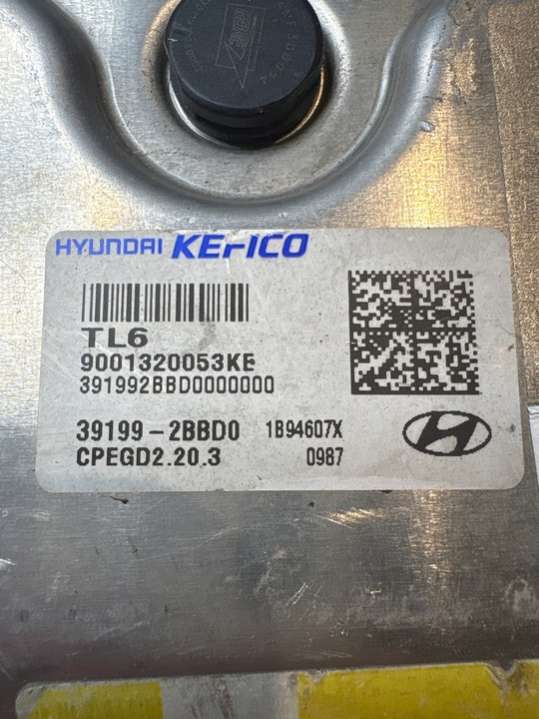 HYUNDAI KEFICO
TL6
9001320053KE
391992BBD0000000
39199-2BBD0 1B94607X
CPEGD2.20.3 0987